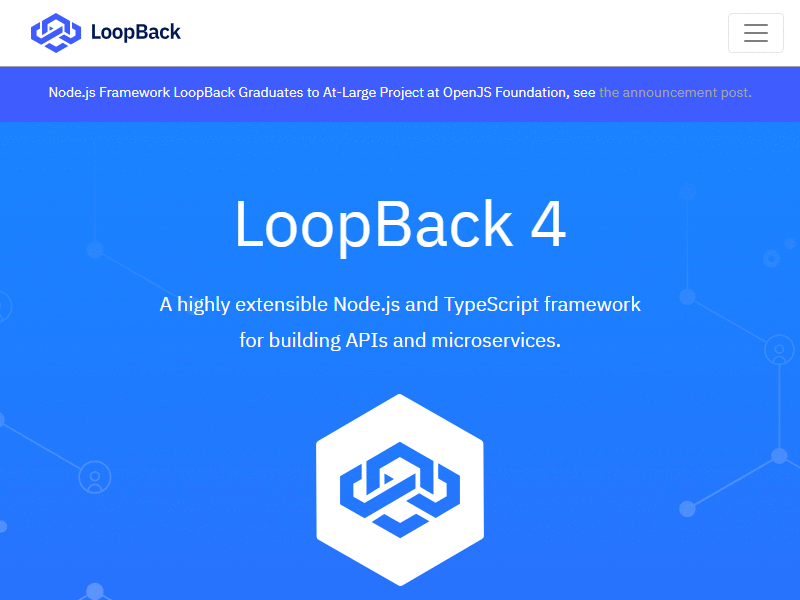 LoopBack
Node.js Framework LoopBack Graduates to At-Large Project at OpenJS Foundation, see the announcement post.
LoopBack 4
A highly extensible Node.js and TypeScript framework
for building APIs and microservices.